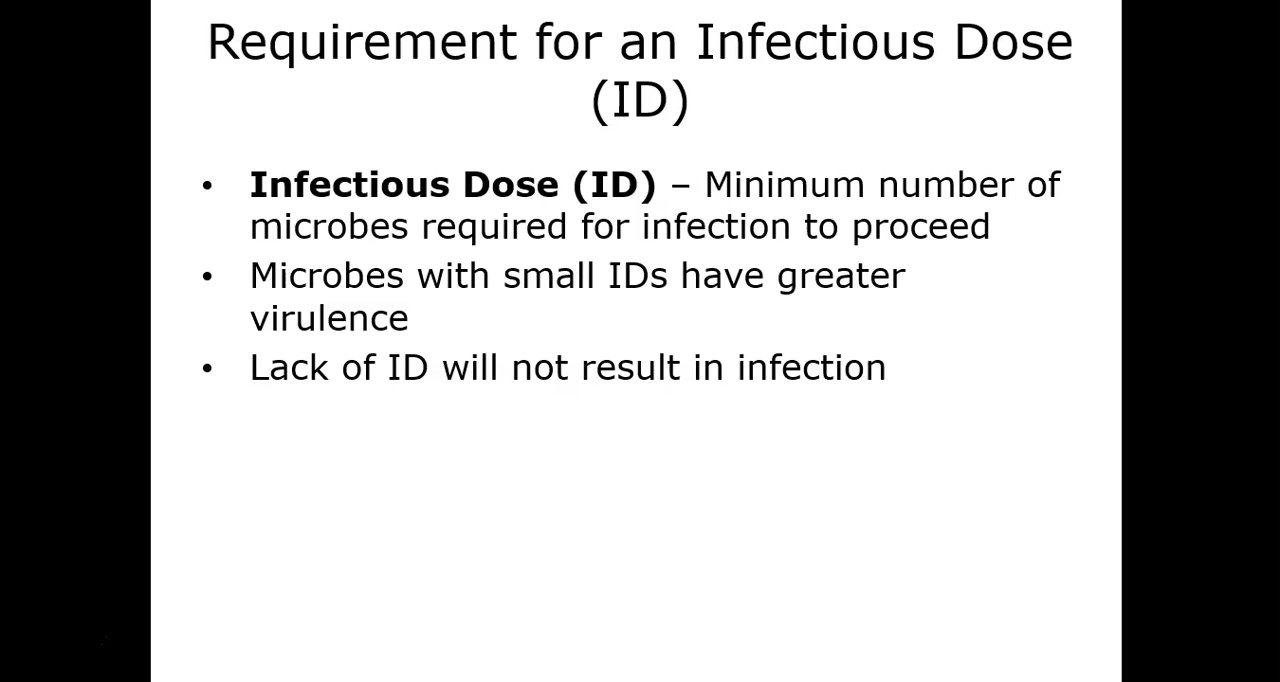 Requirement for an Infectious Dose
(ID)
• Infectious Dose (ID) – Minimum number of
microbes required for infection to proceed
• Microbes with small IDs have greater
virulence
• Lack of ID will not result in infection